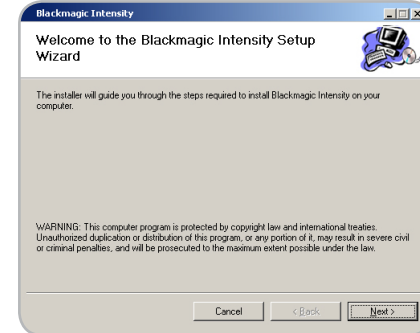 Blackmagic Intensity
Welcome to the Blackmagic Intensity Setup
Wizard
The installer will guide you through the steps required to install Blackmagic Intensity on your
computer.
WARNING: This computer program is protected by copyright law and international treaties.
Unauthorized duplication or distribution of this program, or any portion of it, may result in severe civil
or criminal penalties, and will be prosecuted to the maximum extent possible under the law.
Cancel
< Back
Next >